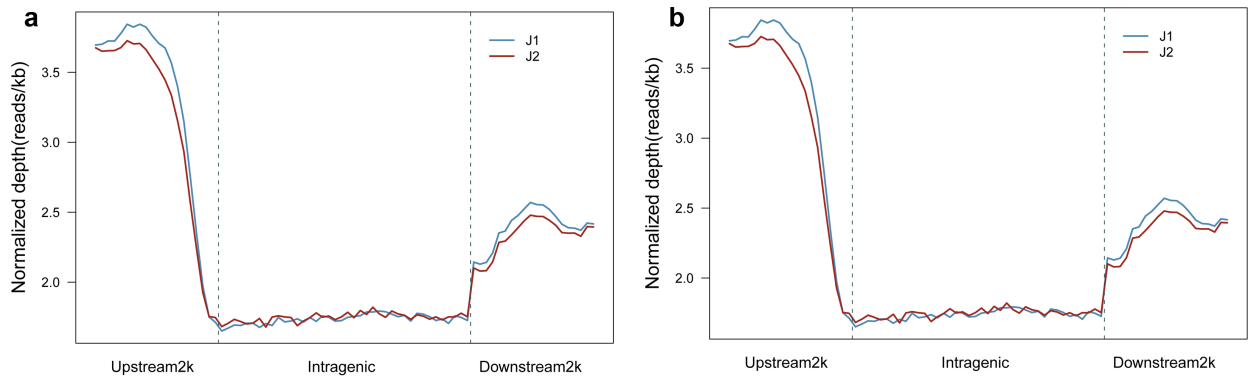 a
Normalized depth(reads/kb)
3.5
3.0
2.5
2.0
J1
J2
Upstream2k
Intragenic
Downstream2k
b
Normalized depth(reads/kb)
3.5
3.0
2.5
2.0
J1
J2
Upstream2k
Intragenic
Downstream2k